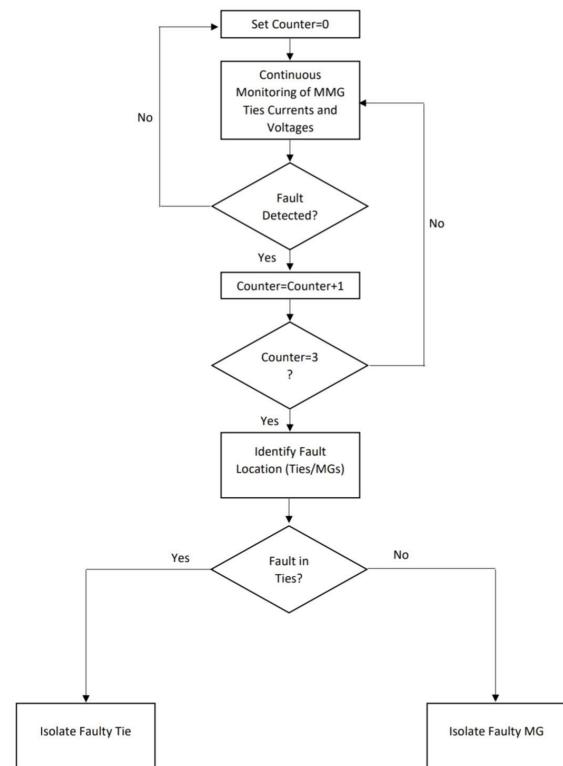 Set Counter=0
Continuous
Monitoring of MMG
Ties Currents and
Voltages
No
Fault
Detected?
No
Yes
Counter=Counter+1
Counter=3
?
Yes
Identify Fault
Location (Ties/MGs)
Yes
Fault in
Ties?
No
Isolate Faulty Tie
Isolate Faulty MG